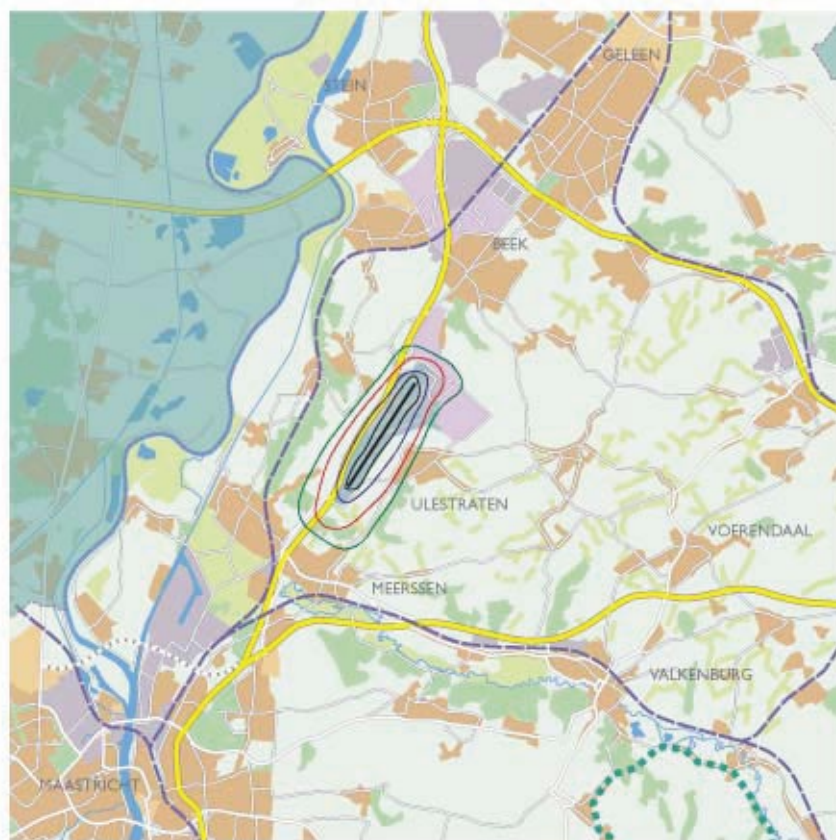 GELEEN
STEIN
BEEK
ULESTRATEN
VOERENDAAL
MEERSSEN
VALKENBURG
MAASTRICHT